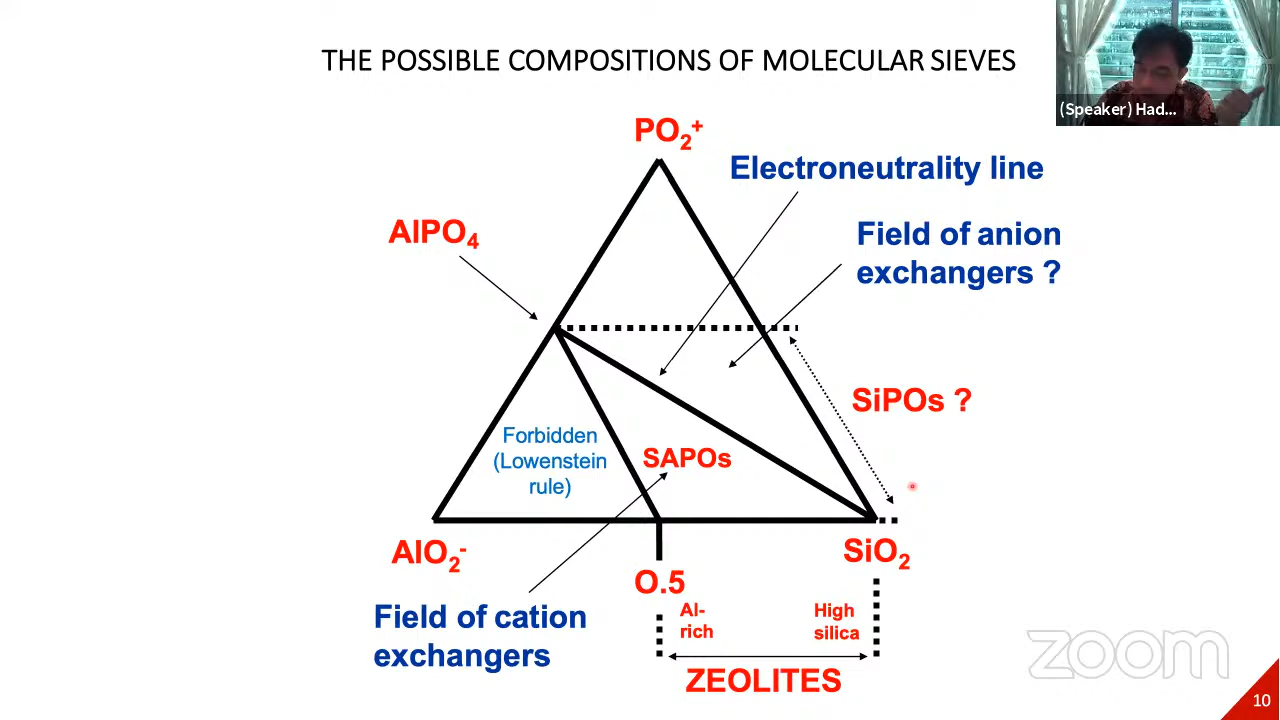 THE POSSIBLE COMPOSITIONS OF MOLECULAR SIEVES
(Speaker) Had...
PO₂⁺
Electroneutrality line
AlPO₄
Field of anion
exchangers ?
SiPOs ?
Forbidden
(Lowenstein
rule)
SAPOs
AlO₂⁻
SiO₂
O.5
Field of cation
exchangers
Al-
rich
High
silica
ZEOLITES
zoom
10